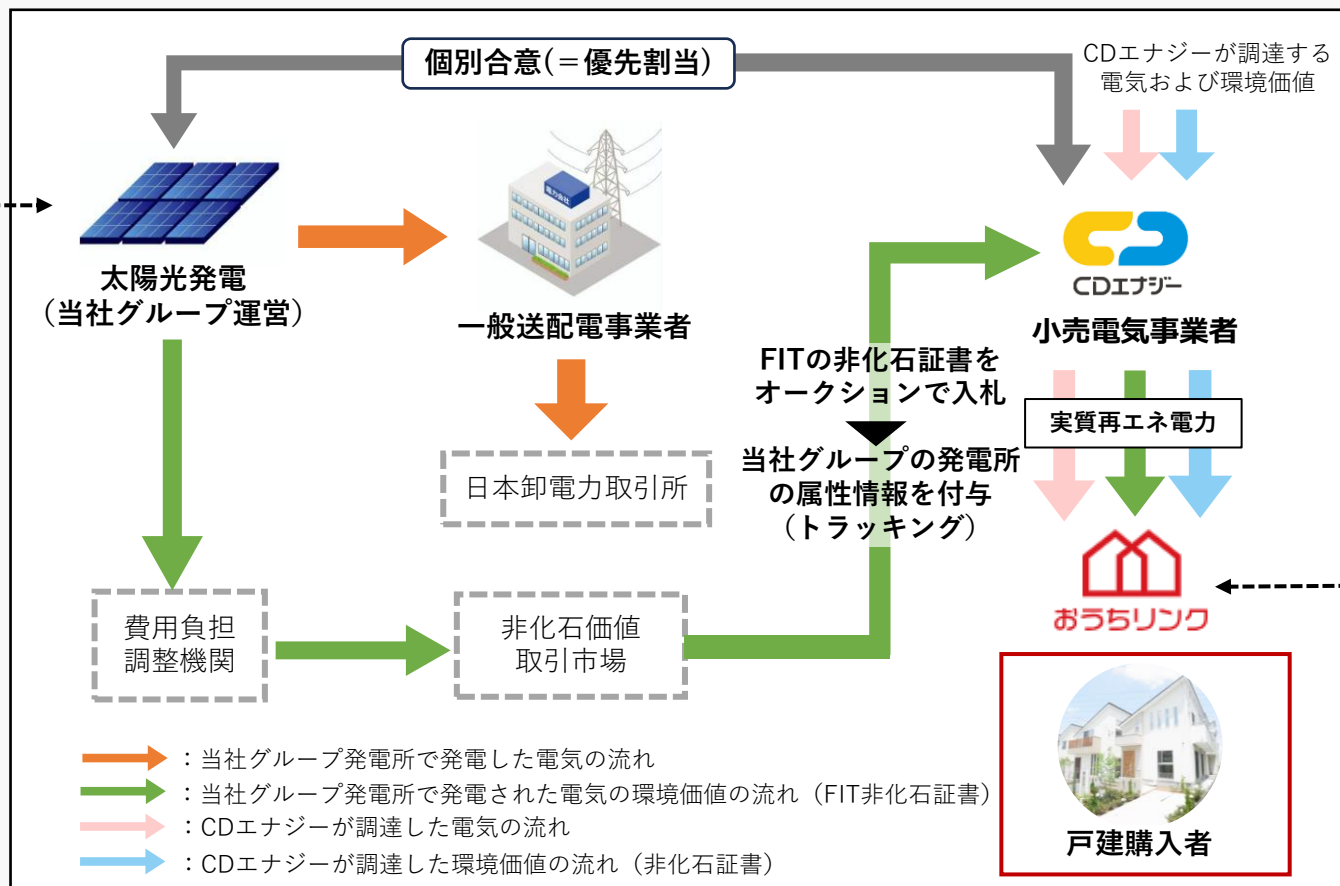 個別合意(＝優先割当)
CDエナジーが調達する
電気および環境価値
電力会社
太陽光発電
（当社グループ運営）
一般送配電事業者
CDエナジー
小売電気事業者
FITの非化石証書を
オークションで入札
当社グループの発電所
の属性情報を付与
（トラッキング）
実質再エネ電力
日本卸電力取引所
おうちリンク
費用負担
調整機関
非化石価値
取引市場
戸建購入者
：当社グループ発電所で発電した電気の流れ
：当社グループ発電所で発電された電気の環境価値の流れ（FIT非化石証書）
：CDエナジーが調達した電気の流れ
：CDエナジーが調達した環境価値の流れ（非化石証書）